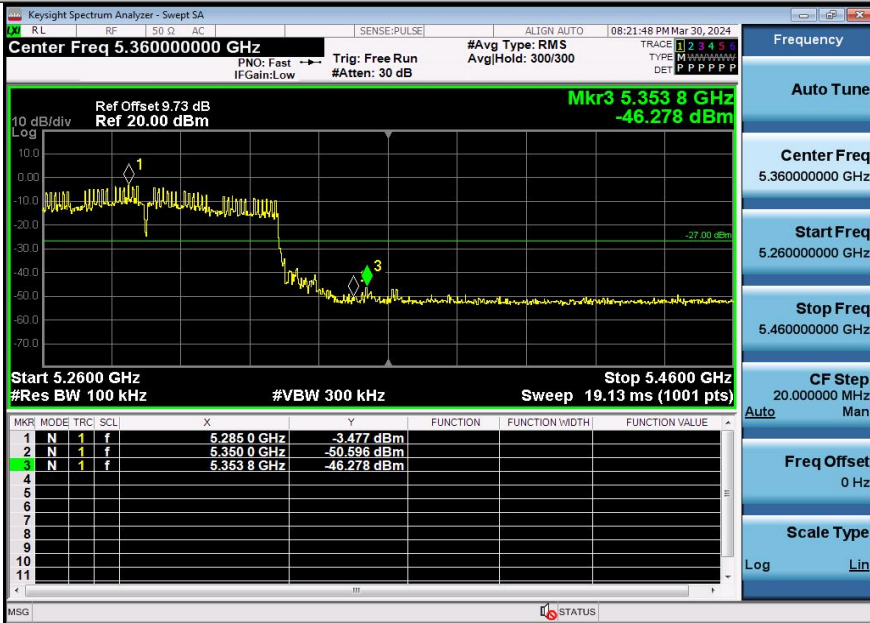 Keysight Spectrum Analyzer - Swept SA
LXI RL RF 50 Ω AC SENSE:PULSE ALIGN AUTO 08:21:48 PM Mar 30, 2024
Center Freq 5.360000000 GHz
#Avg Type: RMS
TRACE 1 2 3 4 5 6
PNO: Fast
Trig: Free Run
Avg|Hold: 300/300
TYPE M WWWWW
IFGain:Low
#Atten: 30 dB
DET P P P P P P
Mkr3 5.353 8 GHz
-46.278 dBm
Ref Offset 9.73 dB
10 dB/div Ref 20.00 dBm
Log
10.0
0.00
-10.0
-20.0
-30.0
-40.0
-50.0
-60.0
-70.0
1
-27.00 dBm
3
Start 5.2600 GHz Stop 5.4600 GHz
#Res BW 100 kHz #VBW 300 kHz Sweep 19.13 ms (1001 pts)
MKR MODE TRC SCL X Y FUNCTION FUNCTION WIDTH FUNCTION VALUE
1 N 1 f 5.285 0 GHz -3.477 dBm
2 N 1 f 5.350 0 GHz -50.596 dBm
3 N 1 f 5.353 8 GHz -46.278 dBm
4
5
6
7
8
9
10
11
MSG STATUS
Frequency
Auto Tune
Center Freq
5.360000000 GHz
Start Freq
5.260000000 GHz
Stop Freq
5.460000000 GHz
CF Step
20.000000 MHz
Auto Man
Freq Offset
0 Hz
Scale Type
Log Lin